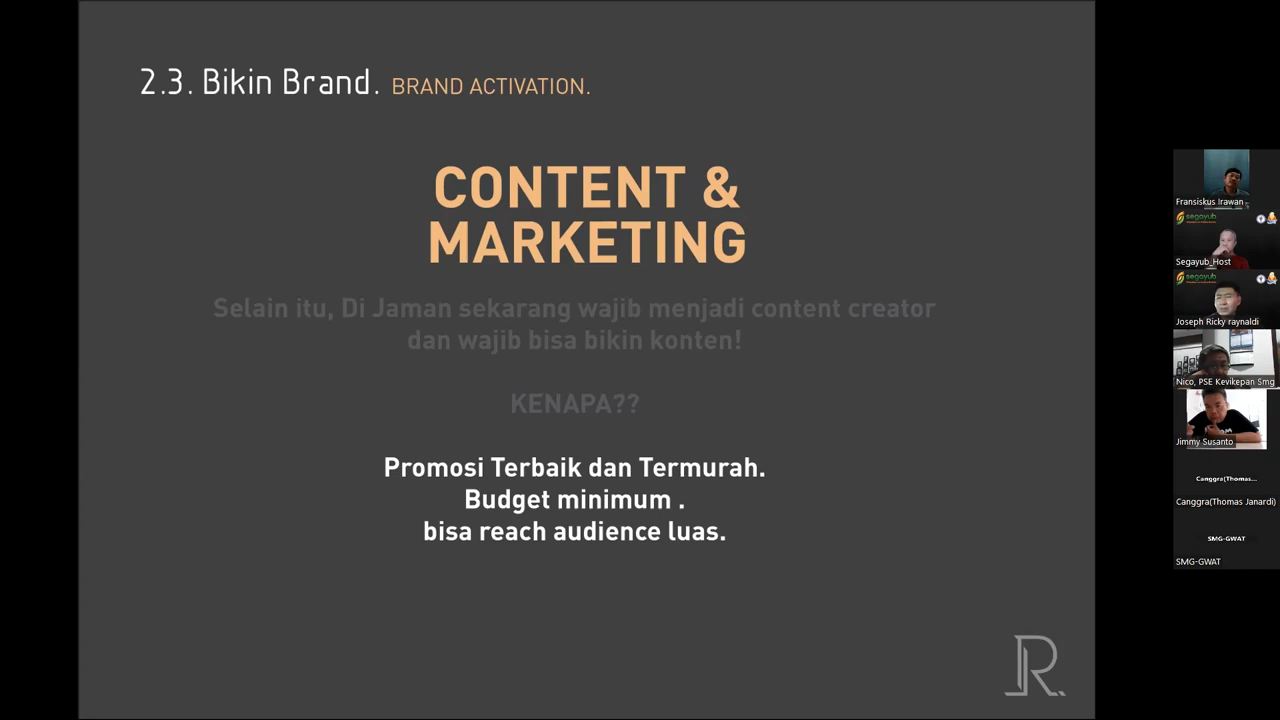 2.3. Bikin Brand. BRAND ACTIVATION.
CONTENT &
MARKETING
Selain itu, Di Jaman sekarang wajib menjadi content creator
dan wajib bisa bikin konten!
KENAPA??
Promosi Terbaik dan Termurah.
Budget minimum .
bisa reach audience luas.
R.
Fransiskus Irawan
segayub
Segayub_Host
segayub
Joseph Ricky raynaldi
Nico, PSE Kevikepan Smg
Jimmy Susanto
Canggra(Thomas...
Canggra(Thomas Janardi)
SMG-GWAT
SMG-GWAT